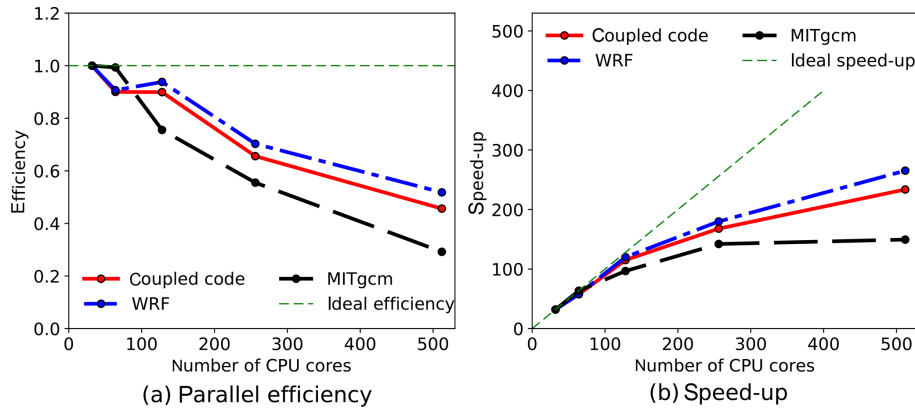 1.2
1.0
0.8
0.6
0.4
0.2
0.0
Efficiency
Coupled code
WRF
MITgcm
Ideal efficiency
0 100 200 300 400 500
Number of CPU cores
(a) Parallel efficiency
500
400
300
200
100
0
Speed-up
Coupled code
WRF
MITgcm
Ideal speed-up
0 100 200 300 400 500
Number of CPU cores
(b) Speed-up